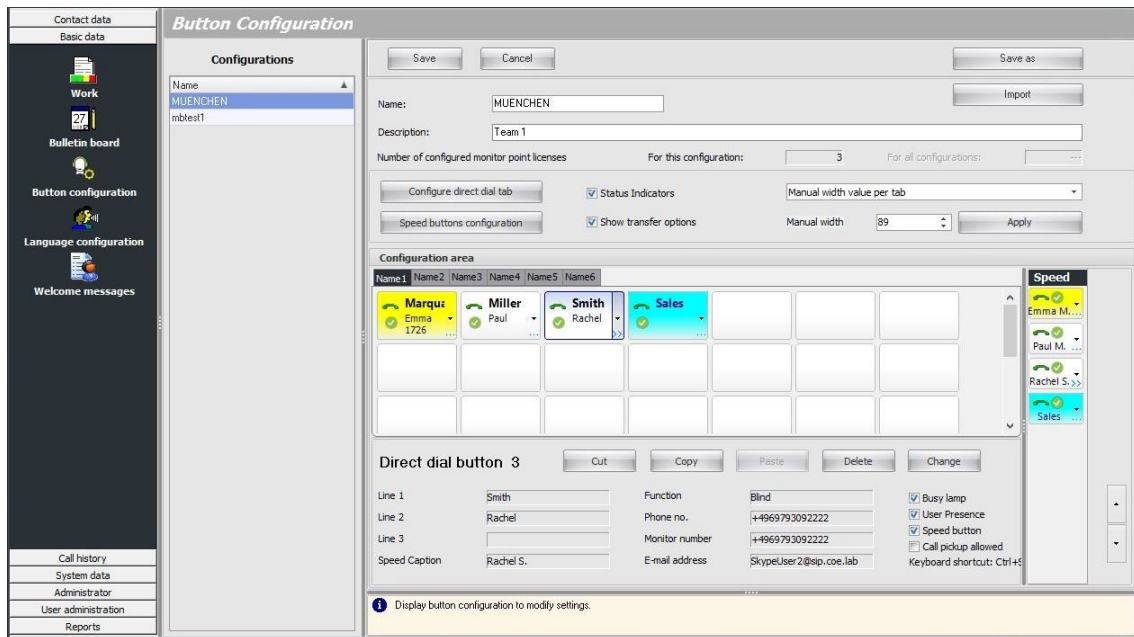 Contact data
Basic data
Work
27
Bulletin board
Button configuration
Language configuration
Welcome messages
Call history
System data
Administrator
User administration
Reports
Button Configuration
Configurations
Name
MUENCHEN
mbtest1
Save
Cancel
Save as
Import
Name:
MUENCHEN
Description:
Team 1
Number of configured monitor point licenses
For this configuration:
3
For all configurations:
---
Configure direct dial tab
Status Indicators
Manual width value per tab
Speed buttons configuration
Show transfer options
Manual width
89
Apply
Configuration area
Name1 Name2 Name3 Name4 Name5 Name6
Marqua
Emma
1726
...
Miller
Paul
...
Smith
Rachel
>>
Sales
...
Speed
Emma M....
Paul M. ...
Rachel S. >>
Sales ...
Direct dial button 3
Cut
Copy
Paste
Delete
Change
Line 1
Smith
Function
Blind
Busy lamp
Line 2
Rachel
Phone no.
+4969793092222
User Presence
Line 3
Monitor number
+4969793092222
Speed button
Call pickup allowed
Speed Caption
Rachel S.
E-mail address
SkypeUser2@sip.coe.lab
Keyboard shortcut: Ctrl+S
Display button configuration to modify settings.